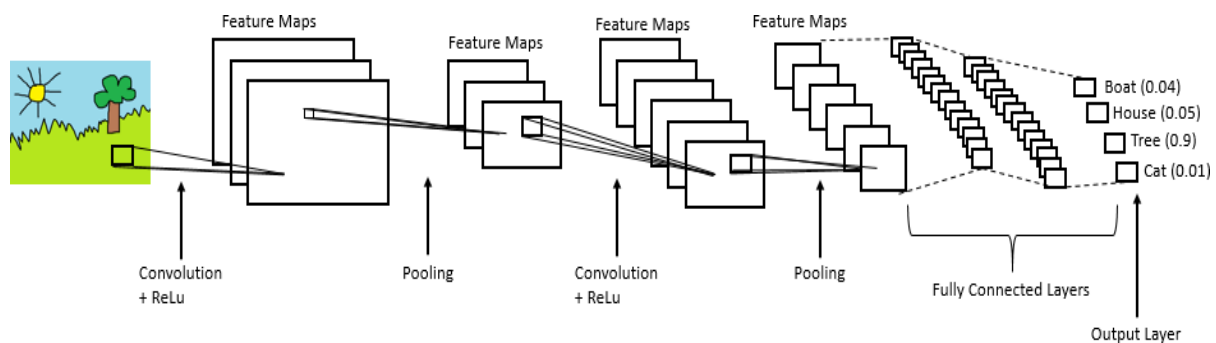 Feature Maps
Feature Maps
Feature Maps
Feature Maps
Boat (0.04)
House (0.05)
Tree (0.9)
Cat (0.01)
Convolution
+ ReLu
Pooling
Convolution
+ ReLu
Pooling
Fully Connected Layers
Output Layer